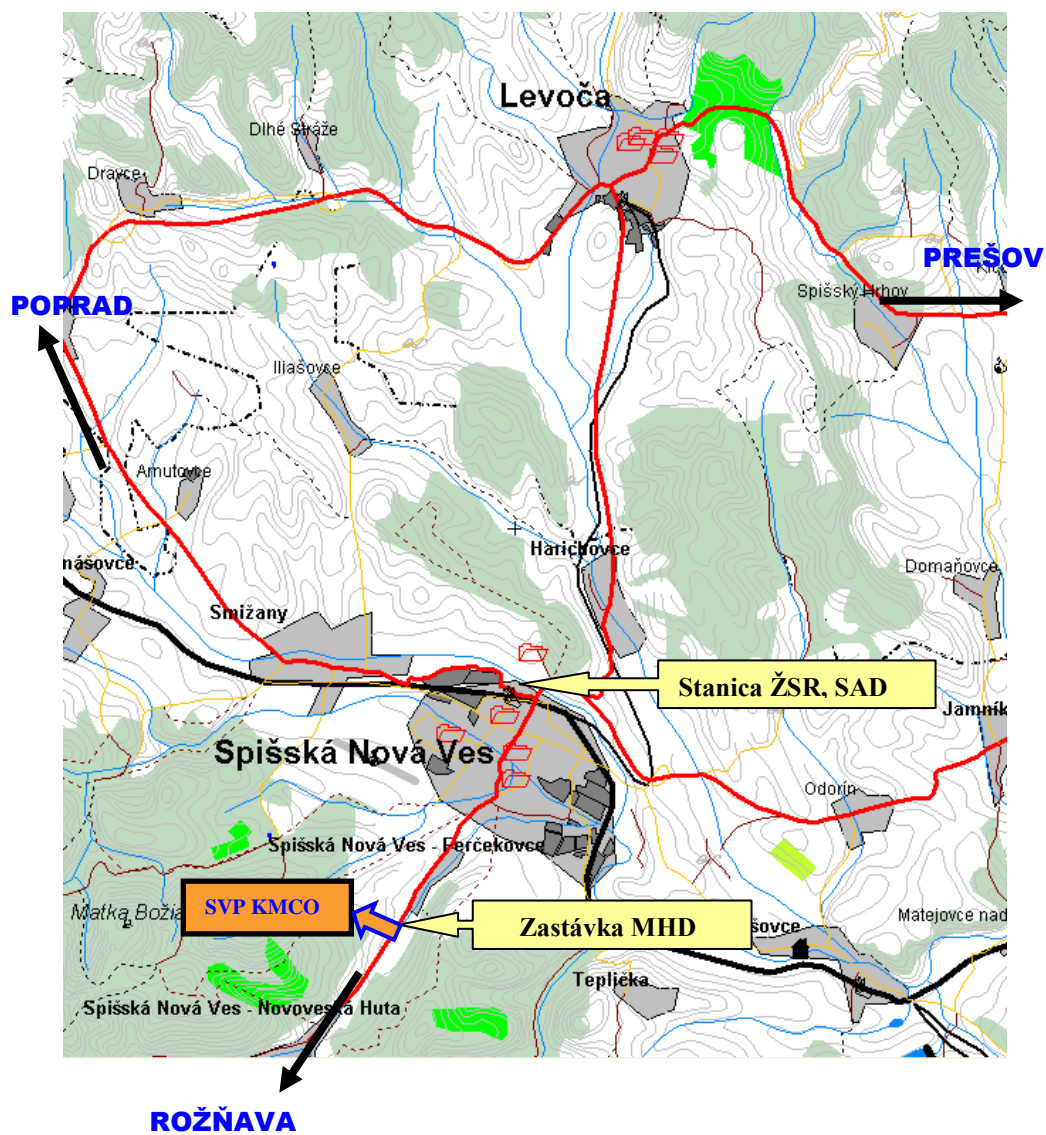 Levoča
Dlhé Stráže
Dravce
PREŠOV
Spišský Hrhov
POPRAD
Iliašovce
Arnutovce
Harichovce
Domaňovce
nášovce
Smižany
Stanica ŽSR, SAD
Jamník
Spišská Nová Ves
Odorín
Spišská Nová Ves - Ferčekovce
SVP KMCO
Matka Božia
Zastávka MHD
Matejovce nad
šovce
Teplička
Spišská Nová Ves - Novoveská Huta
ROŽŇAVA